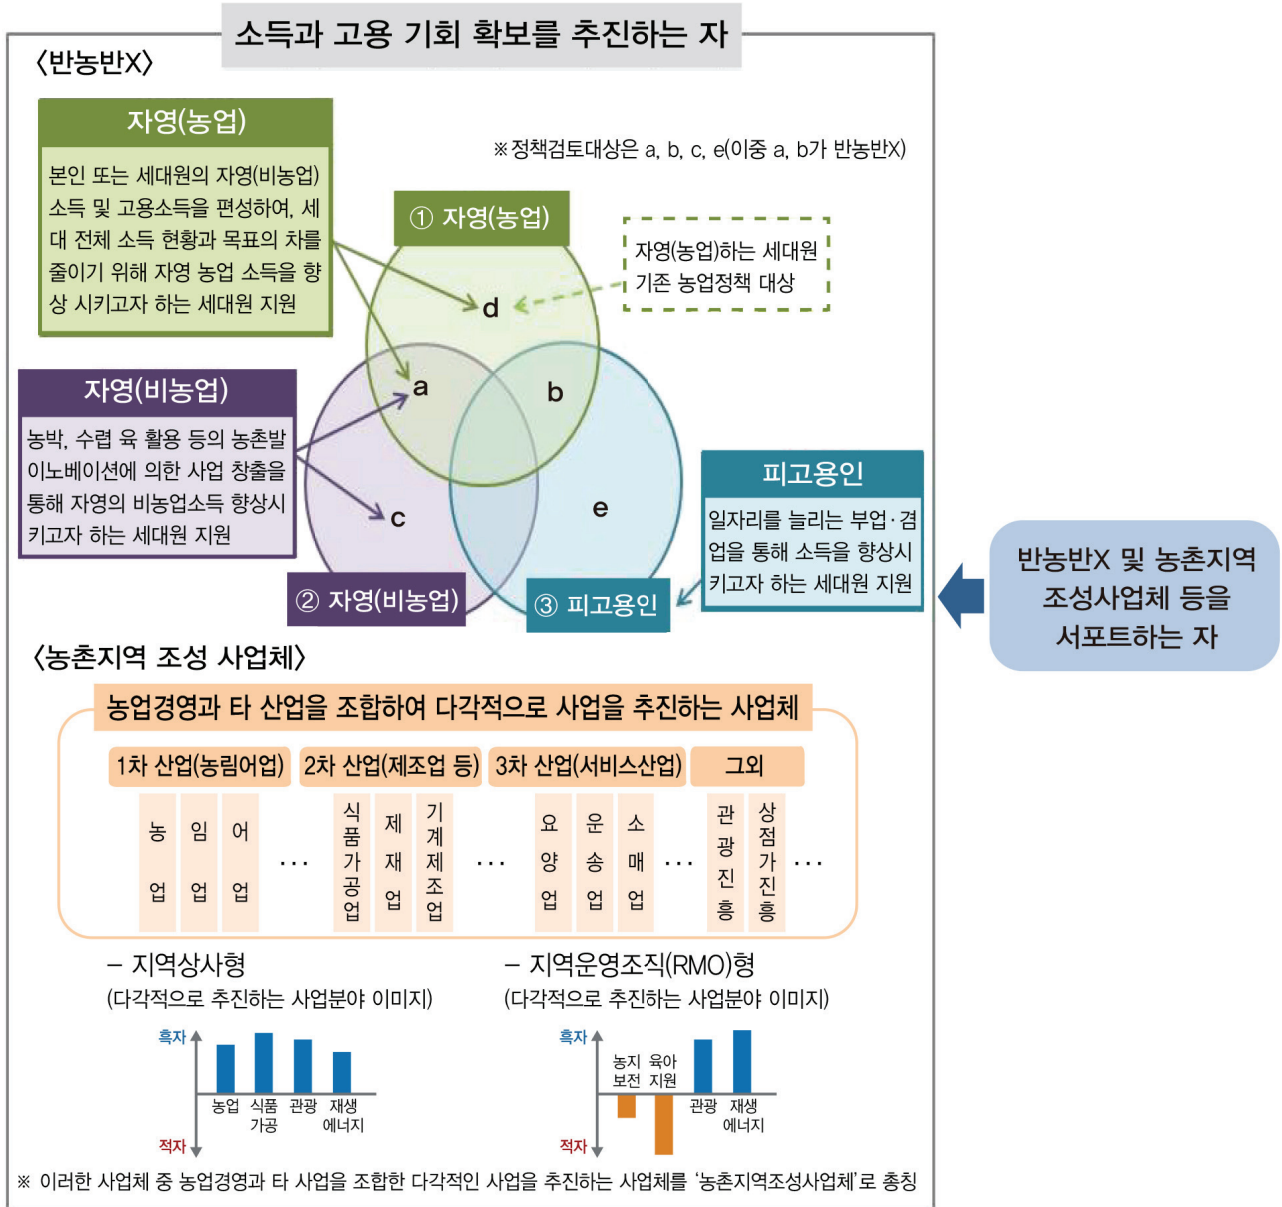 소득과 고용 기회 확보를 추진하는 자
〈반농반X〉
자영(농업)
본인 또는 세대원의 자영(비농업)
소득 및 고용소득을 편성하여, 세
대 전체 소득 현황과 목표의 차를
줄이기 위해 자영 농업 소득을 향
상 시키고자 하는 세대원 지원
※정책검토대상은 a, b, c, e(이중 a, b가 반농반X)
① 자영(농업)
자영(농업)하는 세대원
기존 농업정책 대상
d
a
b
자영(비농업)
농박, 수렵 육 활용 등의 농촌발
이노베이션에 의한 사업 창출을
통해 자영의 비농업소득 향상시
키고자 하는 세대원 지원
c
e
피고용인
일자리를 늘리는 부업·겸
업을 통해 소득을 향상시
키고자 하는 세대원 지원
② 자영(비농업)
③ 피고용인
반농반X 및 농촌지역
조성사업체 등을
서포트하는 자
〈농촌지역 조성 사업체〉
농업경영과 타 산업을 조합하여 다각적으로 사업을 추진하는 사업체
1차 산업(농림어업)
농업
임업
어업
…
2차 산업(제조업 등)
식품가공업
제재업
기계제조업
…
3차 산업(서비스산업)
요양업
운송업
소매업
…
그외
관광진흥
상점가진흥
…
– 지역상사형
(다각적으로 추진하는 사업분야 이미지)
흑자
농업
식품
가공
관광
재생
에너지
적자
– 지역운영조직(RMO)형
(다각적으로 추진하는 사업분야 이미지)
흑자
농지
보전
육아
지원
관광
재생
에너지
적자
※ 이러한 사업체 중 농업경영과 타 사업을 조합한 다각적인 사업을 추진하는 사업체를 '농촌지역조성사업체'로 총칭